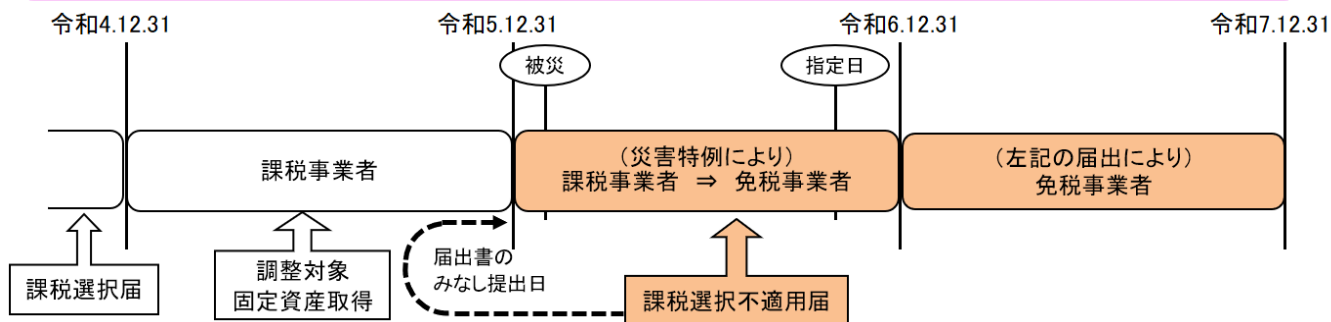 令和4.12.31
令和5.12.31
令和6.12.31
令和7.12.31
被災
指定日
課税事業者
（災害特例により）
課税事業者 ⇒ 免税事業者
（左記の届出により）
免税事業者
課税選択届
調整対象
固定資産取得
届出書の
みなし提出日
課税選択不適用届